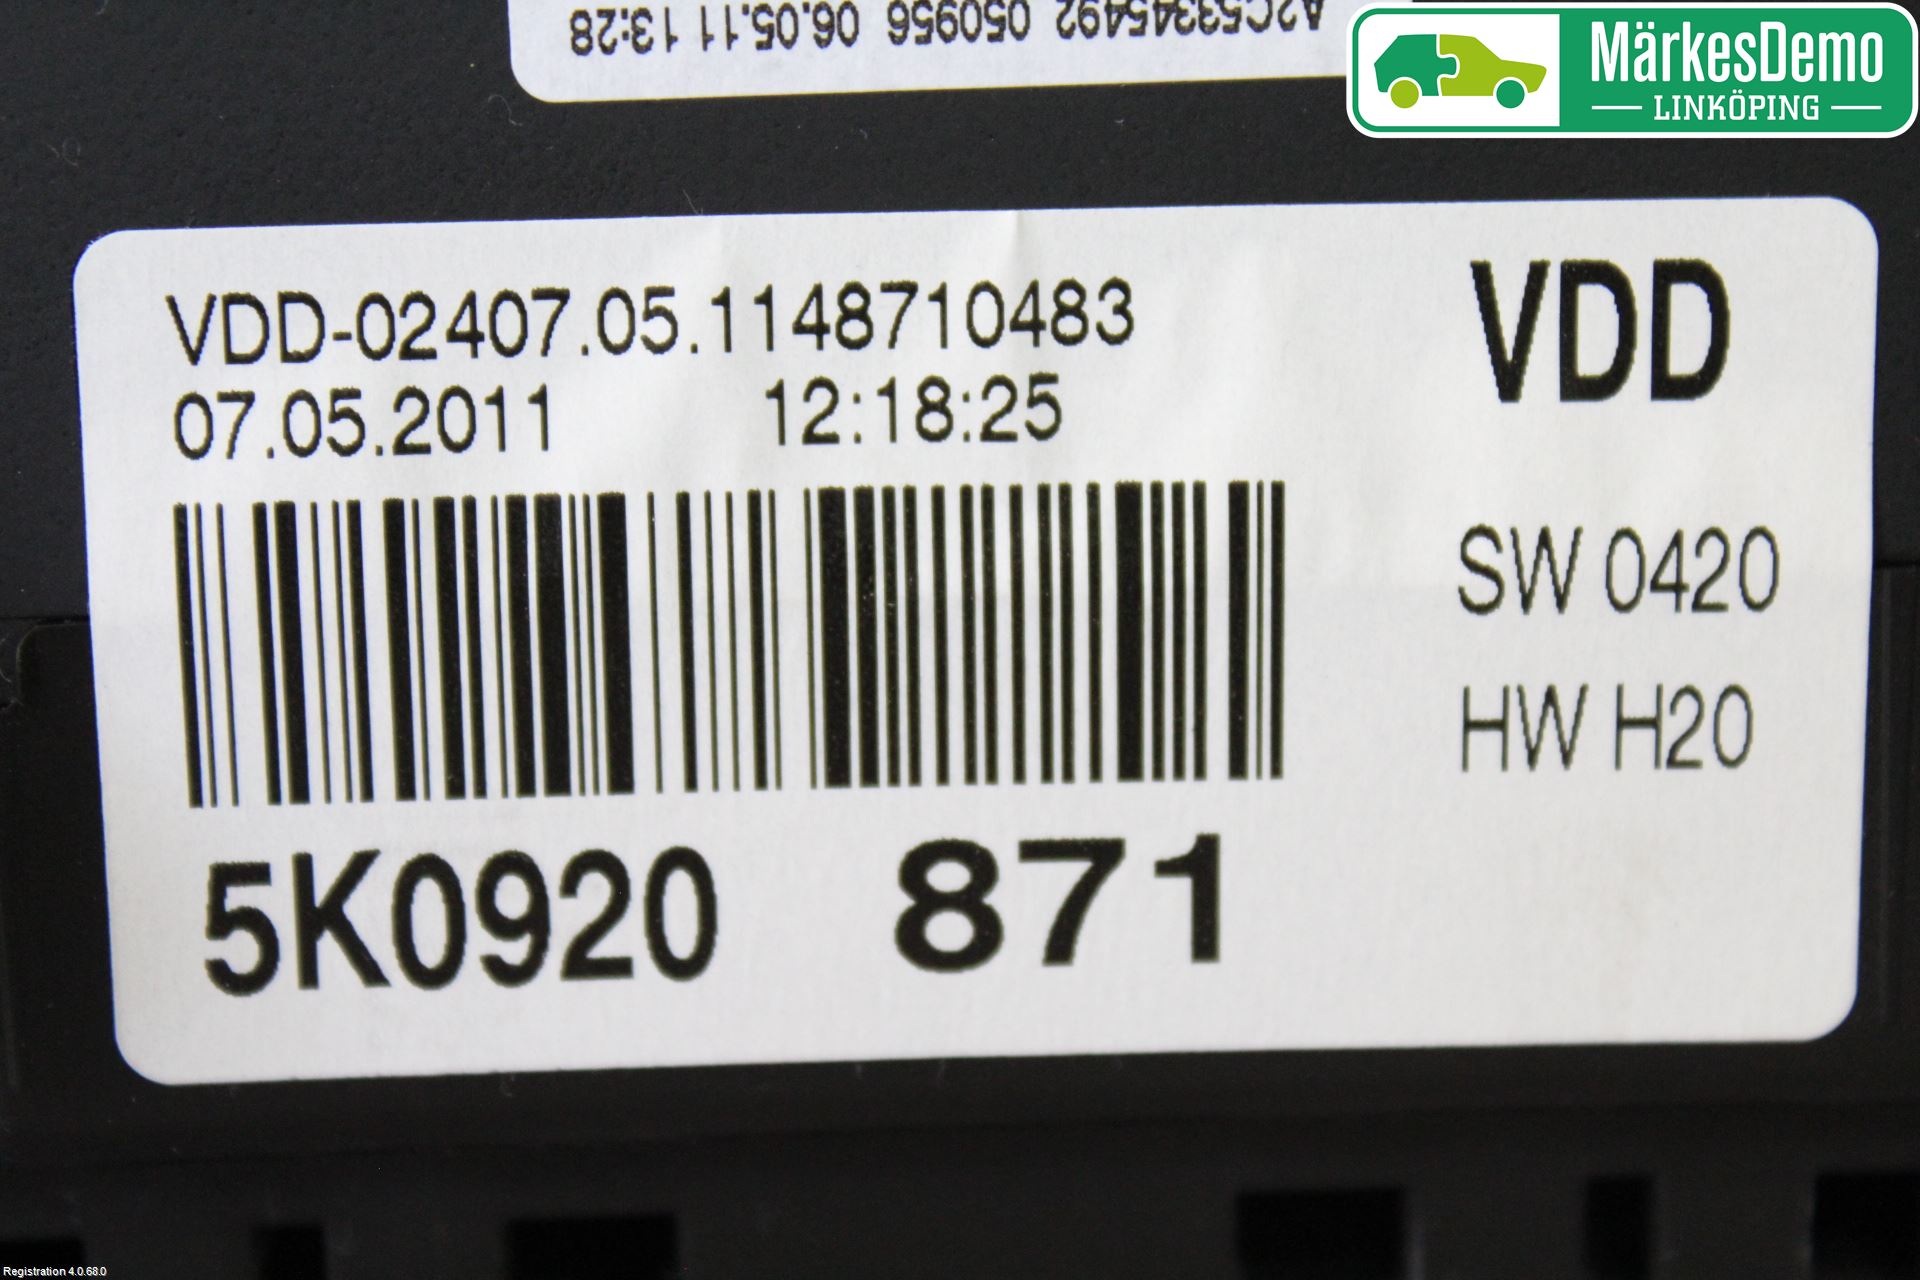 A2C53345492 050956 06.05.11 13:28
MärkesDemo
LINKÖPING
VDD-02407.05.1148710483
07.05.2011 12:18:25
VDD
SW 0420
HW H20
5K0920 871
Registration 4.0.68.0